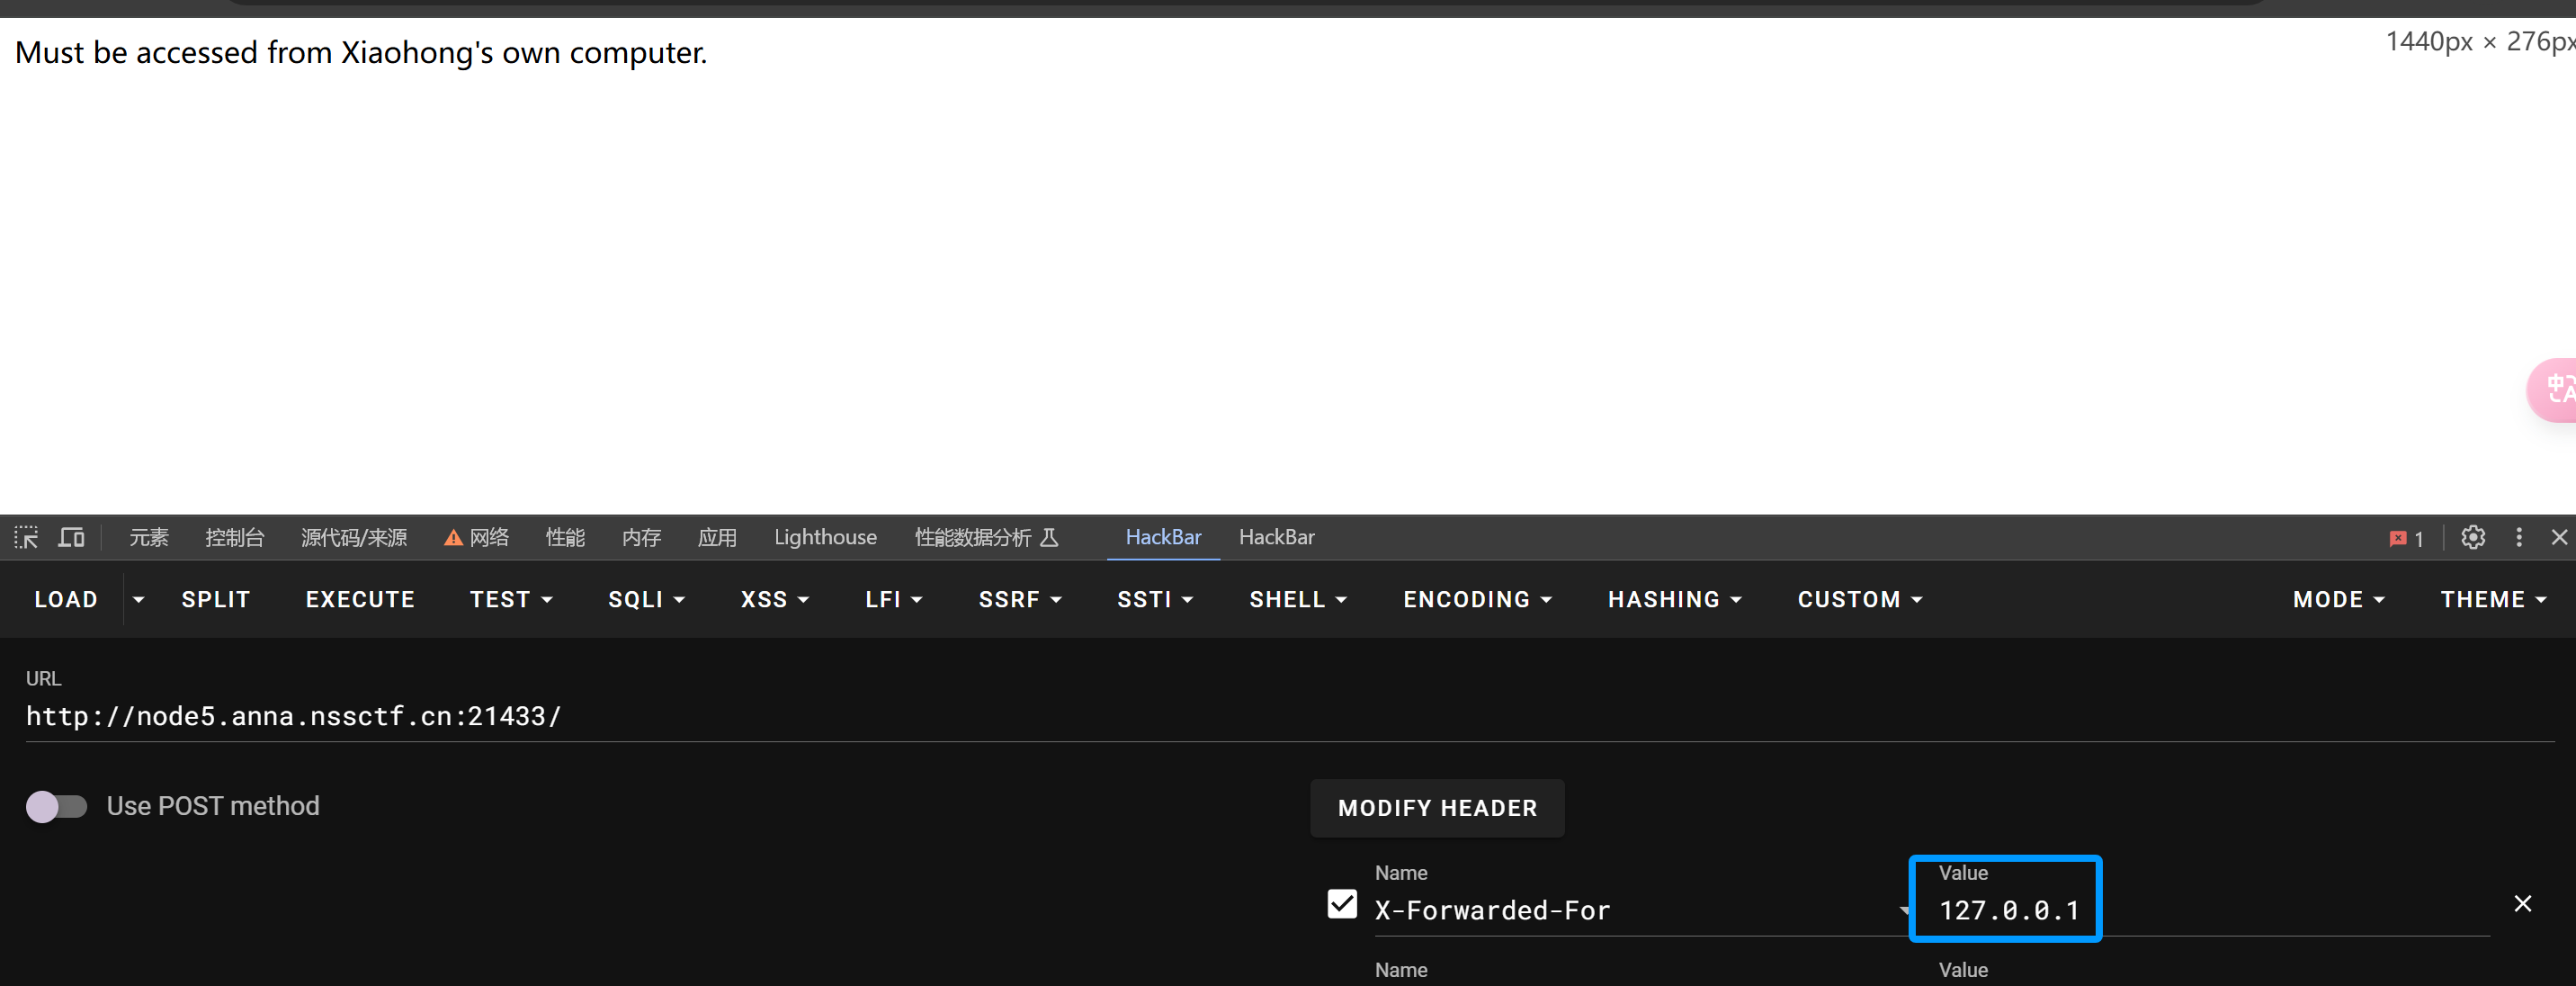 Must be accessed from Xiaohong's own computer.
1440px × 276px
元素 控制台 源代码/来源 网络 性能 内存 应用 Lighthouse 性能数据分析 HackBar HackBar 1
LOAD SPLIT EXECUTE TEST SQLI XSS LFI SSRF SSTI SHELL ENCODING HASHING CUSTOM MODE THEME
URL
http://node5.anna.nssctf.cn:21433/
Use POST method
MODIFY HEADER
Name Value
X-Forwarded-For 127.0.0.1
Name Value